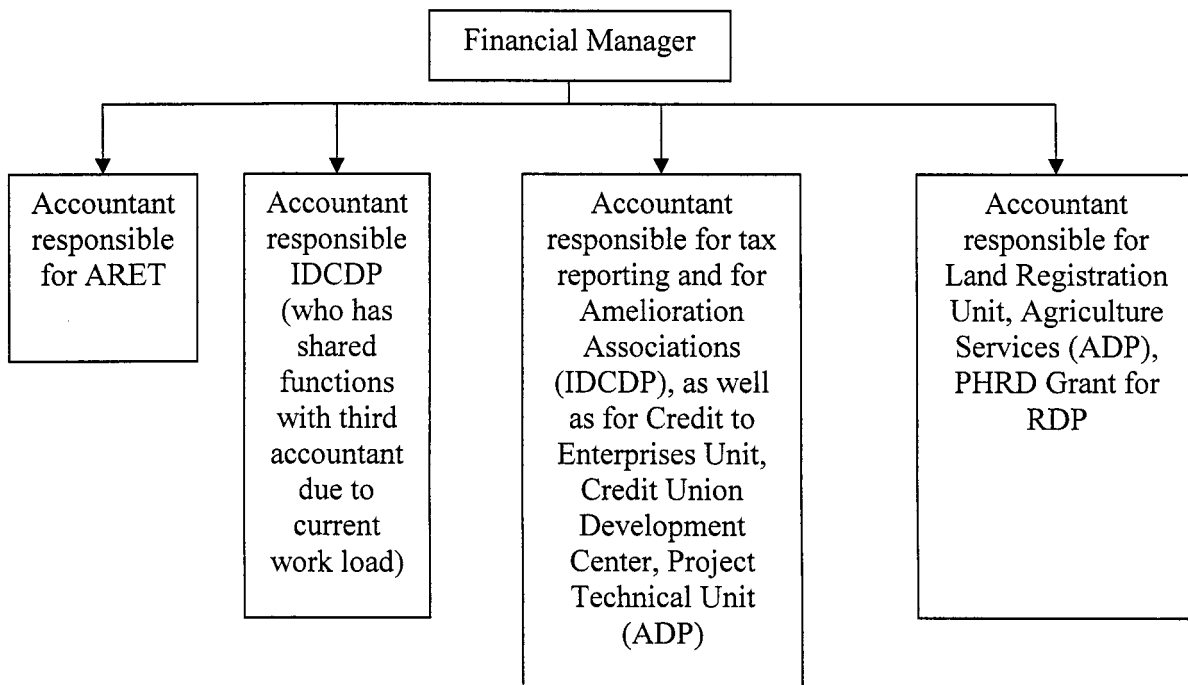 Financial Manager
Accountant
responsible
for ARET
Accountant
responsible
IDCDP
(who has
shared
functions
with third
accountant
due to
current
work load)
Accountant
responsible for tax
reporting and for
Amelioration
Associations
(IDCDP), as well
as for Credit to
Enterprises Unit,
Credit Union
Development
Center, Project
Technical Unit
(ADP)
Accountant
responsible for
Land Registration
Unit, Agriculture
Services (ADP),
PHRD Grant for
RDP